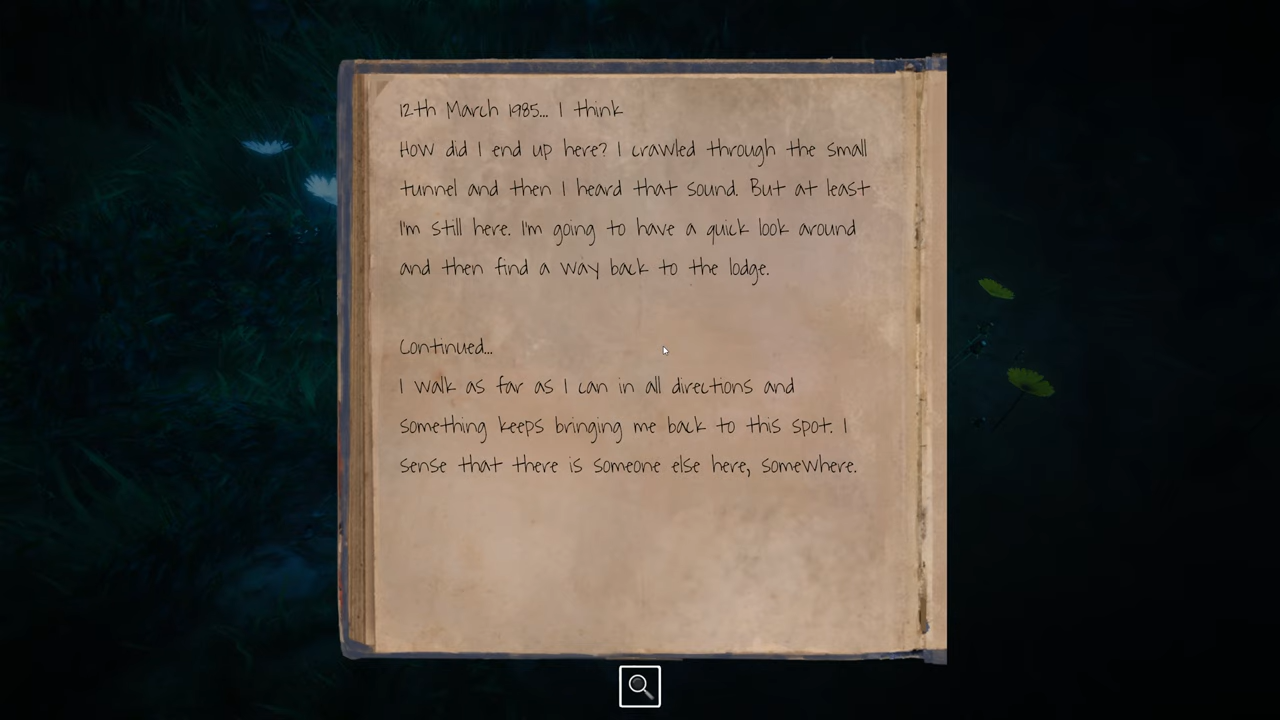 12th March 1985... I think
How did I end up here? I crawled through the small
tunnel and then I heard that sound. But at least
I'm still here. I'm going to have a quick look around
and then find a way back to the lodge.
Continued...
I walk as far as I can in all directions and
something keeps bringing me back to this spot. I
sense that there is someone else here, somewhere.